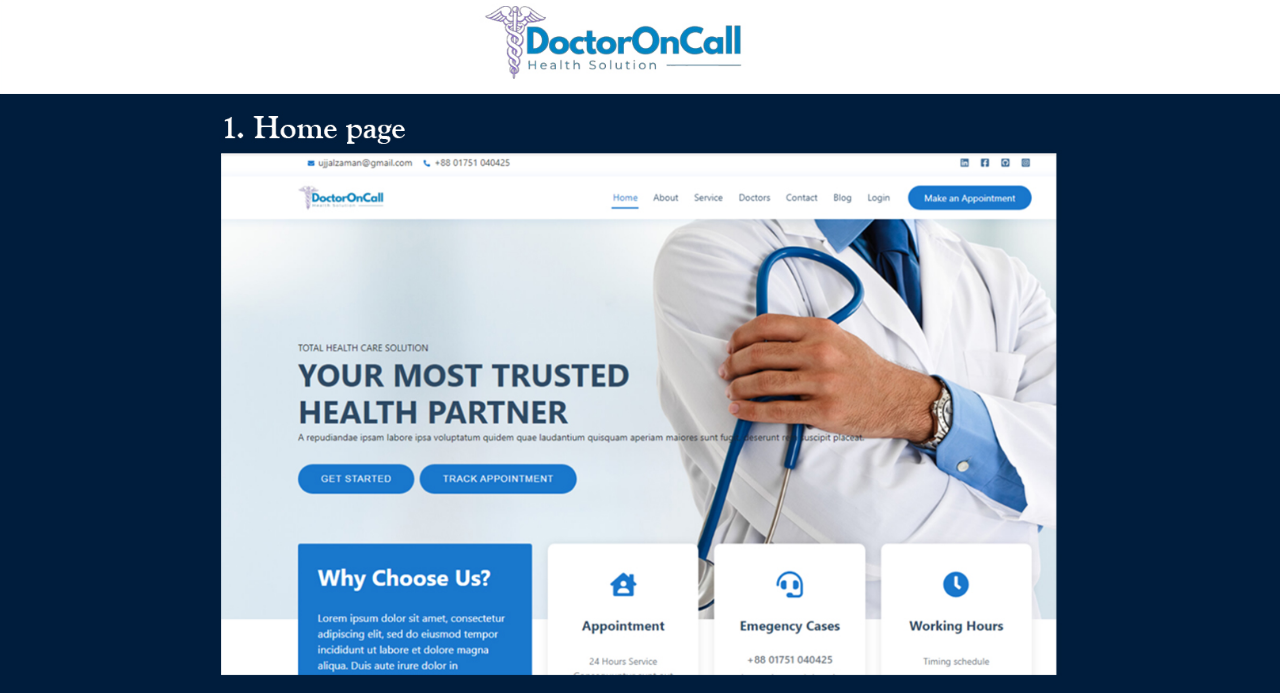 DoctorOnCall
Health Solution
1. Home page
ujjalzaman@gmail.com +88 01751 040425
DoctorOnCall
Health Solution
Home About Service Doctors Contact Blog Login Make an Appointment
TOTAL HEALTH CARE SOLUTION
YOUR MOST TRUSTED
HEALTH PARTNER
A repudiandae ipsam labore ipsa voluptatum quidem quae laudantium quisquam aperiam maiores sunt deserunt suscipit placeat.
GET STARTED TRACK APPOINTMENT
Why Choose Us?
Lorem ipsum dolor sit amet, consectetur
adipiscing elit, sed do eiusmod tempor
incididunt ut labore et dolore magna
aliqua. Duis aute irure dolor in
Appointment
24 Hours Service
Emegency Cases
+88 01751 040425
Working Hours
Timing schedule